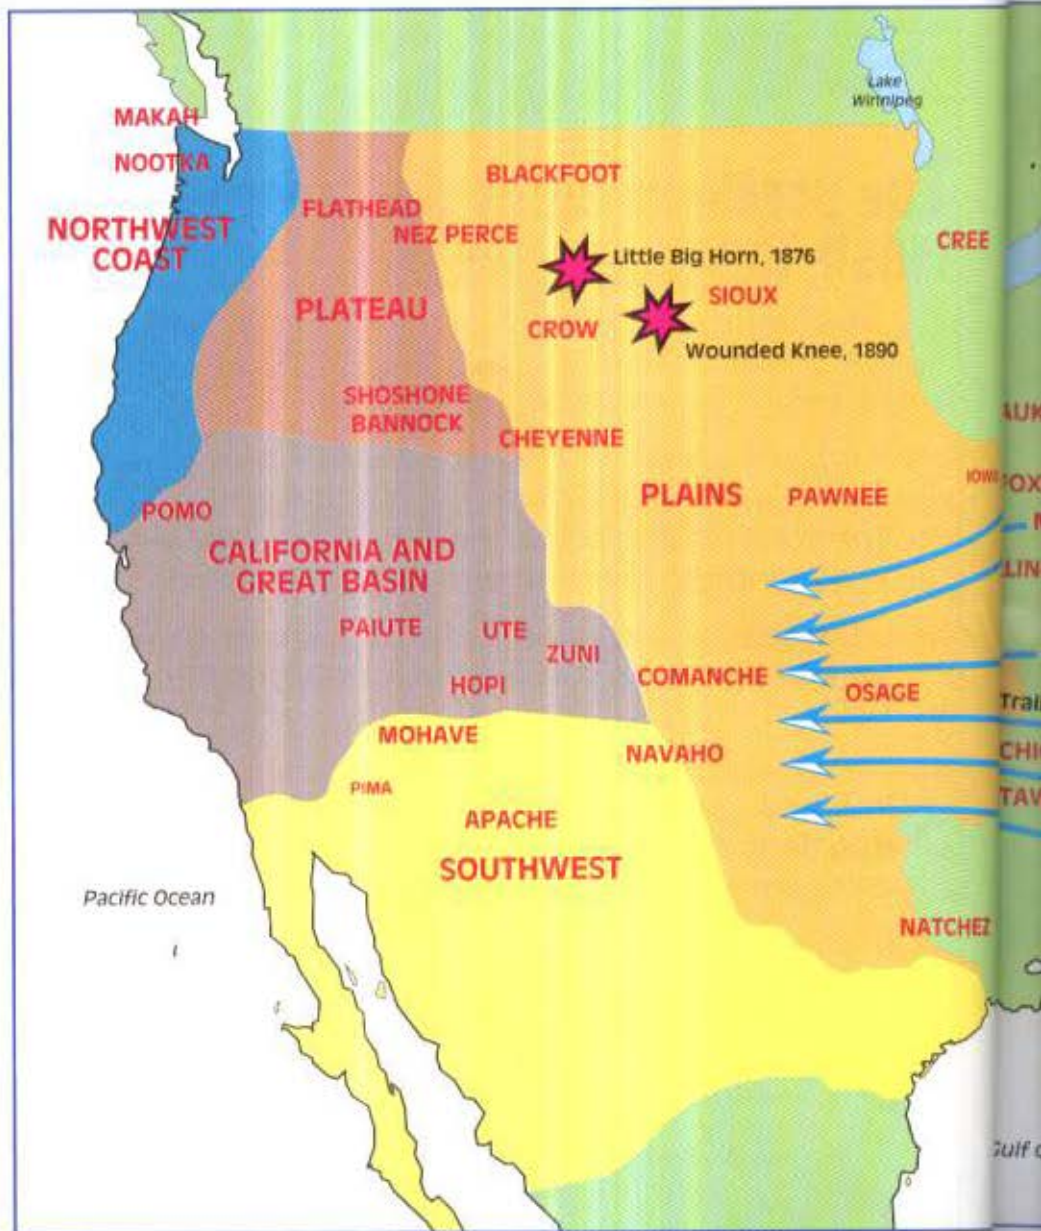 Lake
Winnipeg
MAKAH
NOOTKA
BLACKFOOT
FLATHEAD
NORTHWEST
COAST
NEZ PERCE
CREE
Little Big Horn, 1876
SIOUX
PLATEAU
CROW
Wounded Knee, 1890
SHOSHONE
BANNOCK
CHEYENNE
PLAINS
PAWNEE
IOWA
POMO
CALIFORNIA AND
GREAT BASIN
PAIUTE
UTE
ZUNI
HOPI
COMANCHE
OSAGE
MOHAVE
NAVAHO
PIMA
APACHE
SOUTHWEST
Pacific Ocean
NATCHEZ